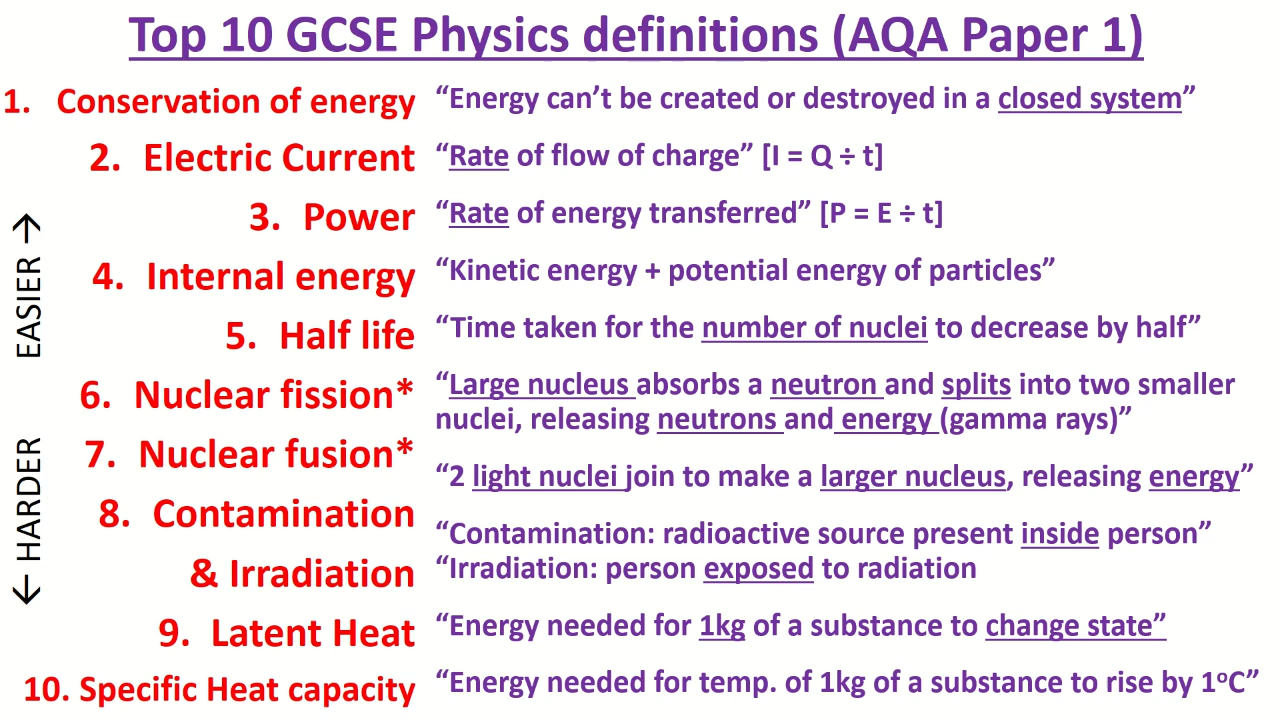 Top 10 GCSE Physics definitions (AQA Paper 1)
1. Conservation of energy
“Energy can’t be created or destroyed in a closed system”
2. Electric Current
“Rate of flow of charge” [I = Q ÷ t]
3. Power
“Rate of energy transferred” [P = E ÷ t]
4. Internal energy
“Kinetic energy + potential energy of particles”
5. Half life
“Time taken for the number of nuclei to decrease by half”
6. Nuclear fission*
“Large nucleus absorbs a neutron and splits into two smaller
nuclei, releasing neutrons and energy (gamma rays)”
7. Nuclear fusion*
“2 light nuclei join to make a larger nucleus, releasing energy”
8. Contamination
& Irradiation
“Contamination: radioactive source present inside person”
“Irradiation: person exposed to radiation
9. Latent Heat
“Energy needed for 1kg of a substance to change state”
10. Specific Heat capacity
“Energy needed for temp. of 1kg of a substance to rise by 1°C”
EASIER →
← HARDER